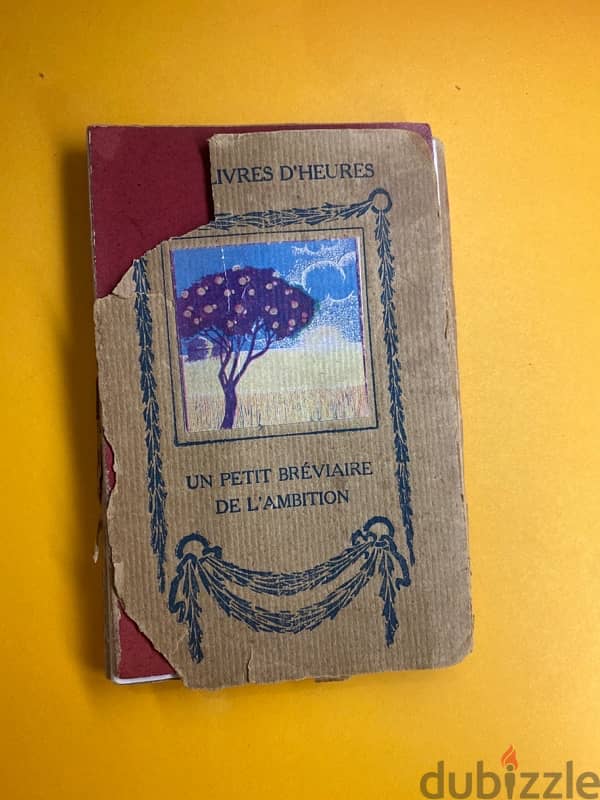 LIVRES D'HEURES
UN PETIT BRÉVIAIRE
DE L'AMBITION
dubizzle